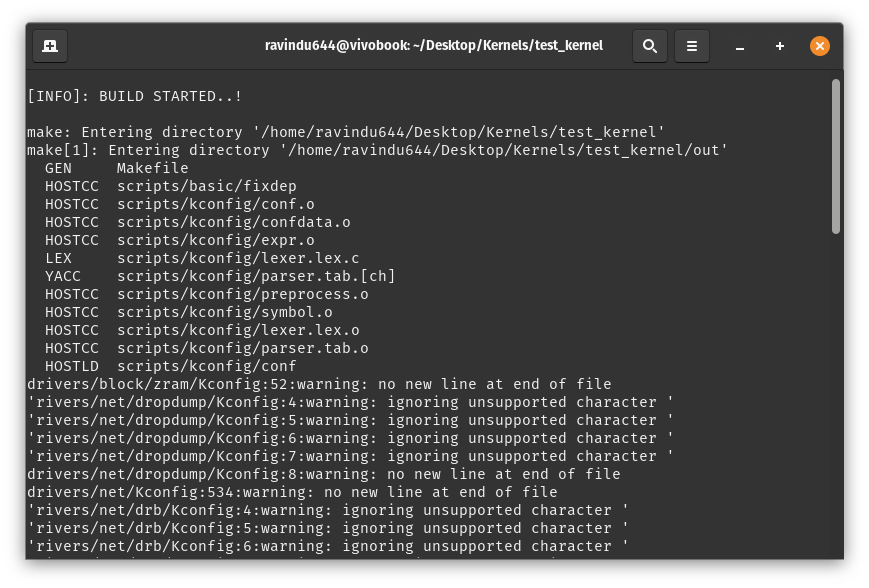 ravindu644@vivobook: ~/Desktop/Kernels/test_kernel
[INFO]: BUILD STARTED..!
make: Entering directory '/home/ravindu644/Desktop/Kernels/test_kernel'
make[1]: Entering directory '/home/ravindu644/Desktop/Kernels/test_kernel/out'
GEN     Makefile
HOSTCC  scripts/basic/fixdep
HOSTCC  scripts/kconfig/conf.o
HOSTCC  scripts/kconfig/confdata.o
HOSTCC  scripts/kconfig/expr.o
LEX     scripts/kconfig/lexer.lex.c
YACC    scripts/kconfig/parser.tab.[ch]
HOSTCC  scripts/kconfig/preprocess.o
HOSTCC  scripts/kconfig/symbol.o
HOSTCC  scripts/kconfig/lexer.lex.o
HOSTCC  scripts/kconfig/parser.tab.o
HOSTLD  scripts/kconfig/conf
drivers/block/zram/Kconfig:52:warning: no new line at end of file
'rivers/net/dropdump/Kconfig:4:warning: ignoring unsupported character '
'rivers/net/dropdump/Kconfig:5:warning: ignoring unsupported character '
'rivers/net/dropdump/Kconfig:6:warning: ignoring unsupported character '
'rivers/net/dropdump/Kconfig:7:warning: ignoring unsupported character '
drivers/net/dropdump/Kconfig:8:warning: no new line at end of file
drivers/net/Kconfig:534:warning: no new line at end of file
'rivers/net/drb/Kconfig:4:warning: ignoring unsupported character '
'rivers/net/drb/Kconfig:5:warning: ignoring unsupported character '
'rivers/net/drb/Kconfig:6:warning: ignoring unsupported character '